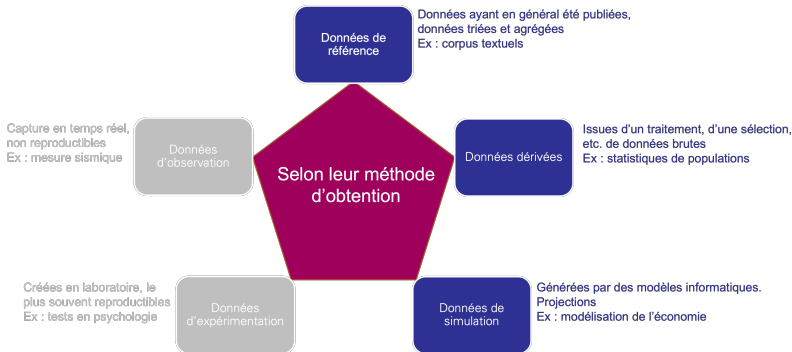 Données de
référence
Données ayant en général été publiées,
données triées et agrégées
Ex : corpus textuels
Capture en temps réel,
non reproductibles
Ex : mesure sismique
Données
d'observation
Selon leur méthode
d'obtention
Données dérivées
Issues d'un traitement, d'une sélection,
etc. de données brutes
Ex : statistiques de populations
Créées en laboratoire, le
plus souvent reproductibles
Ex : tests en psychologie
Données
d'expérimentation
Données de
simulation
Générées par des modèles informatiques.
Projections
Ex : modélisation de l'économie